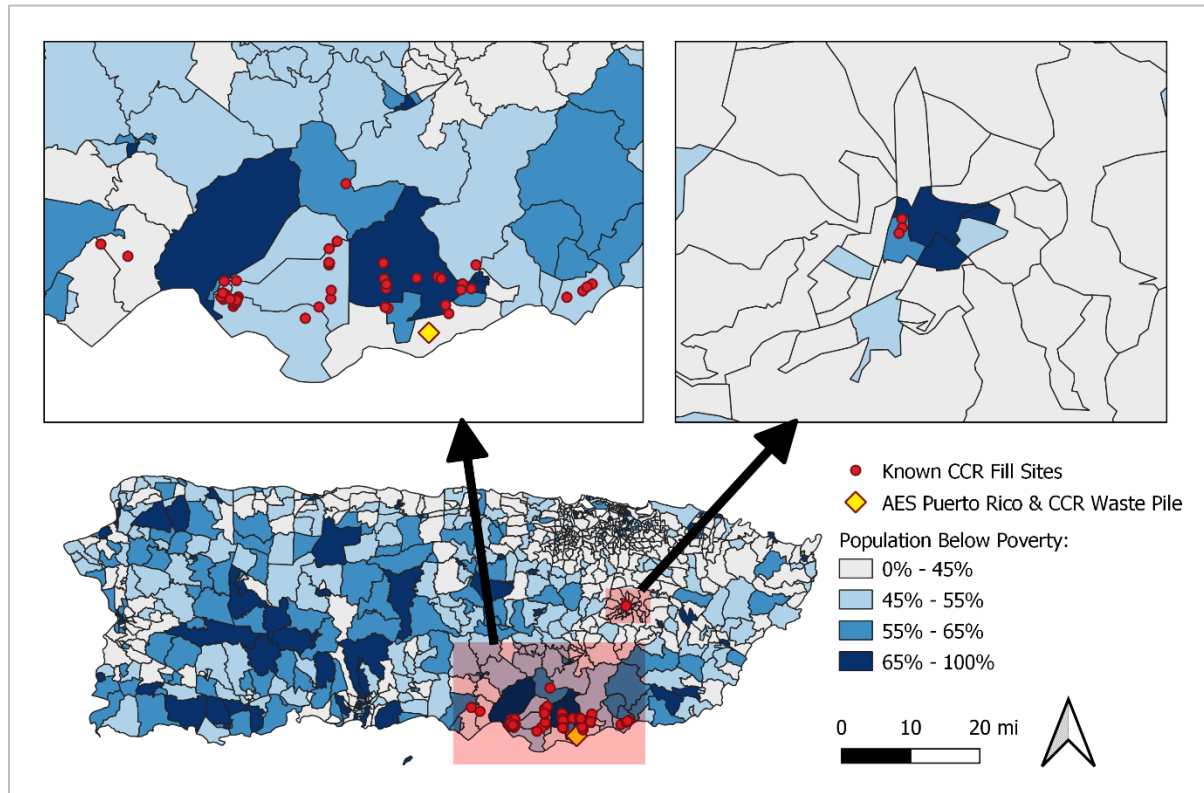 Known CCR Fill Sites
AES Puerto Rico & CCR Waste Pile
Population Below Poverty:
0% - 45%
45% - 55%
55% - 65%
65% - 100%
0 10 20 mi